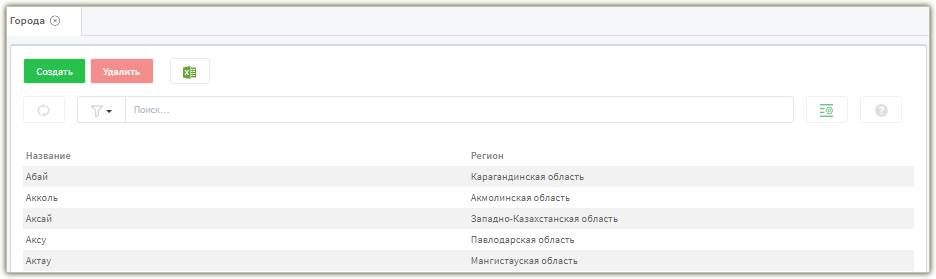 Города
Создать Удалить
Поиск...
Название Регион
Абай Карагандинская область
Акколь Акмолинская область
Аксай Западно-Казахстанская область
Аксу Павлодарская область
Актау Мангистауская область